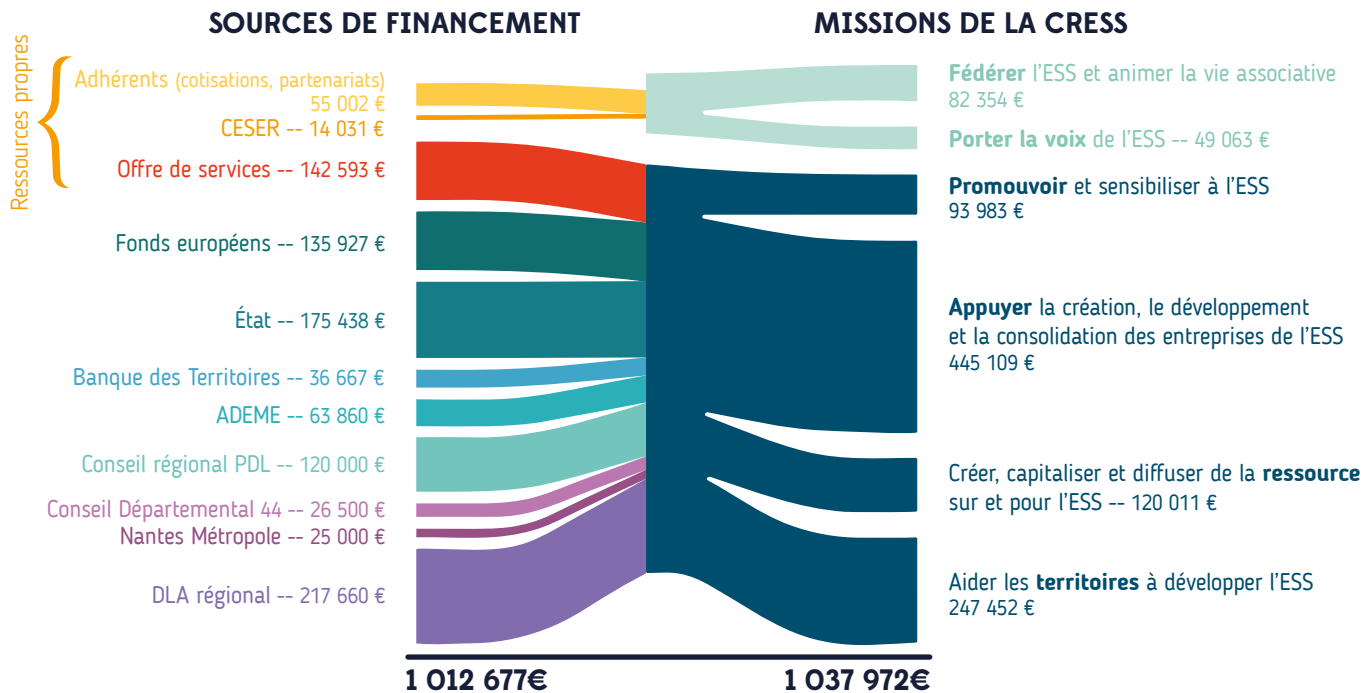 SOURCES DE FINANCEMENT
Ressources propres
Adhérents (cotisations, partenariats)
55 002 €
CESER -- 14 031 €
Offre de services -- 142 593 €
Fonds européens -- 135 927 €
État -- 175 438 €
Banque des Territoires -- 36 667 €
ADEME -- 63 860 €
Conseil régional PDL -- 120 000 €
Conseil Départemental 44 -- 26 500 €
Nantes Métropole -- 25 000 €
DLA régional -- 217 660 €
1 012 677€
MISSIONS DE LA CRESS
Fédérer l'ESS et animer la vie associative
82 354 €
Porter la voix de l'ESS -- 49 063 €
Promouvoir et sensibiliser à l'ESS
93 983 €
Appuyer la création, le développement
et la consolidation des entreprises de l'ESS
445 109 €
Créer, capitaliser et diffuser de la ressource
sur et pour l'ESS -- 120 011 €
Aider les territoires à développer l'ESS
247 452 €
1 037 972€